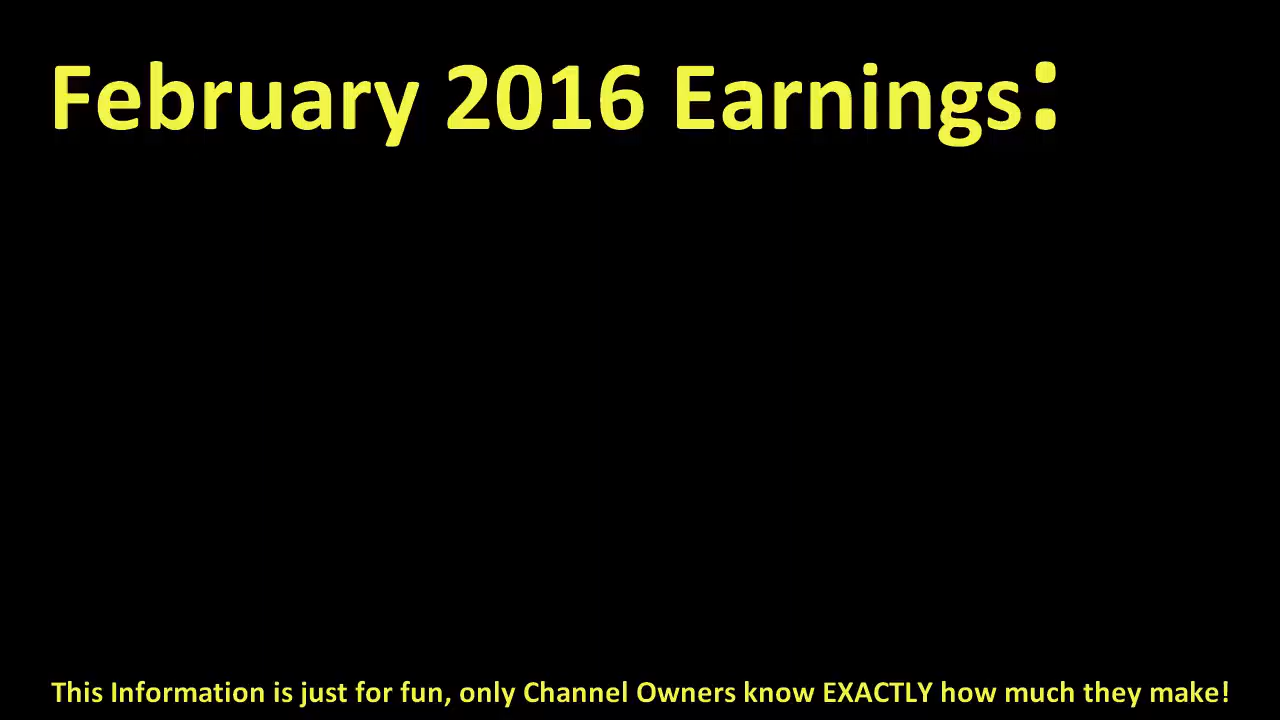 February 2016 Earnings:
This Information is just for fun, only Channel Owners know EXACTLY how much they make!